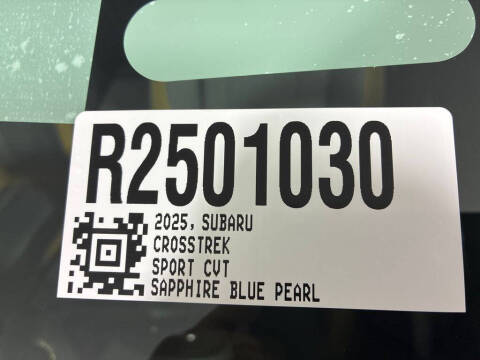 R2501030
2025, SUBARU
CROSSTREK
SPORT CVT
SAPPHIRE BLUE PEARL